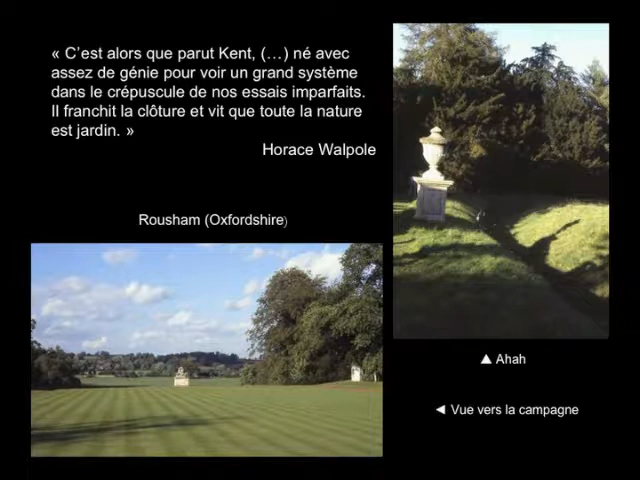 « C’est alors que parut Kent, (…) né avec
assez de génie pour voir un grand système
dans le crépuscule de nos essais imparfaits.
Il franchit la clôture et vit que toute la nature
est jardin. »
Horace Walpole
Rousham (Oxfordshire)
▲ Ahah
◄ Vue vers la campagne